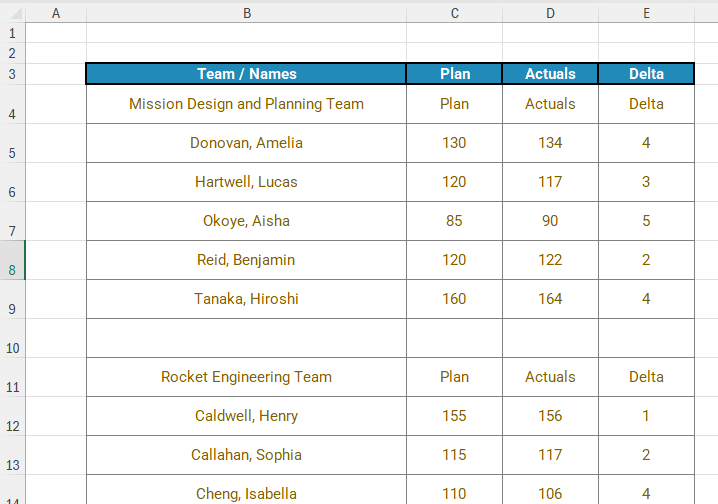 A B C D E
1
2
3 Team / Names Plan Actuals Delta
4 Mission Design and Planning Team Plan Actuals Delta
5 Donovan, Amelia 130 134 4
6 Hartwell, Lucas 120 117 3
7 Okoye, Aisha 85 90 5
8 Reid, Benjamin 120 122 2
9 Tanaka, Hiroshi 160 164 4
10
11 Rocket Engineering Team Plan Actuals Delta
12 Caldwell, Henry 155 156 1
13 Callahan, Sophia 115 117 2
14 Cheng, Isabella 110 106 4